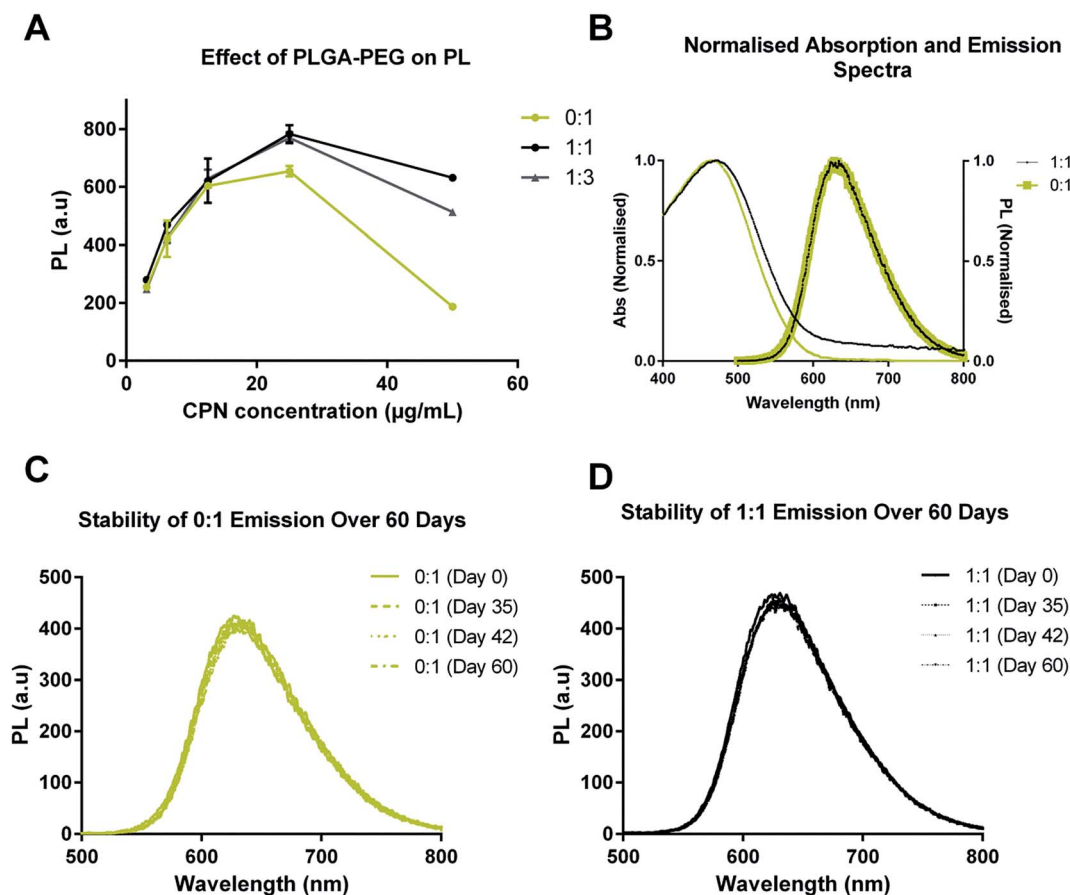 A
Effect of PLGA-PEG on PL
800
600
400
200
0
PL (a.u)
0
20
40
60
CPN concentration (µg/mL)
0:1
1:1
1:3
B
Normalised Absorption and Emission
Spectra
1.0
0.5
0.0
Abs (Normalised)
400
500
600
700
800
Wavelength (nm)
1.0
0.5
0.0
PL (Normalised)
1:1
0:1
C
Stability of 0:1 Emission Over 60 Days
500
400
300
200
100
0
PL (a.u)
500
600
700
800
Wavelength (nm)
0:1 (Day 0)
0:1 (Day 35)
0:1 (Day 42)
0:1 (Day 60)
D
Stability of 1:1 Emission Over 60 Days
500
400
300
200
100
0
PL (a.u)
500
600
700
800
Wavelength (nm)
1:1 (Day 0)
1:1 (Day 35)
1:1 (Day 42)
1:1 (Day 60)